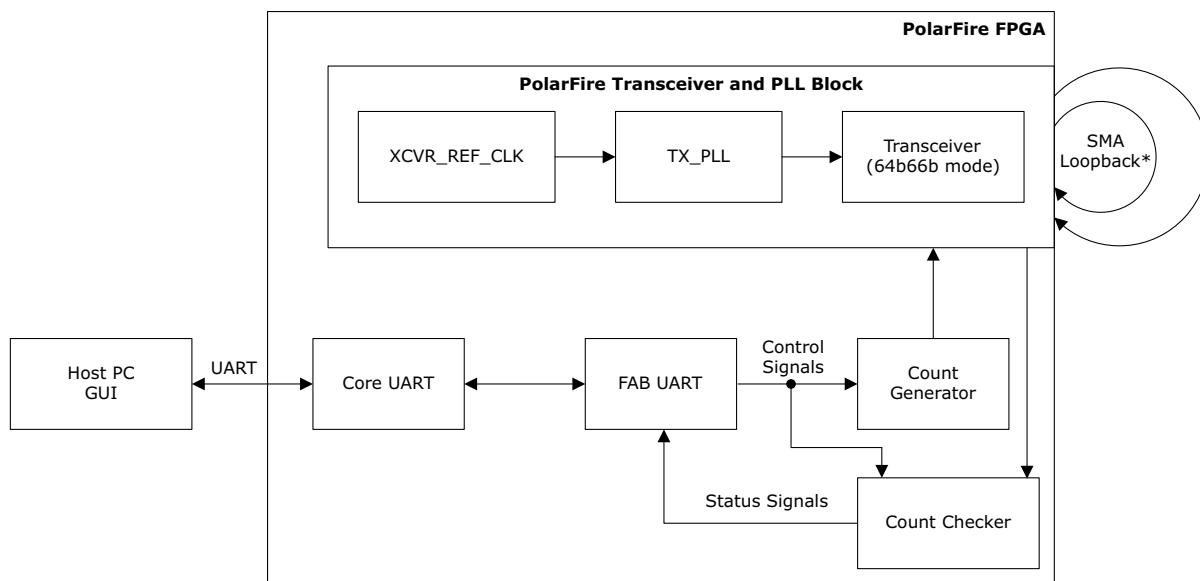 PolarFire FPGA
PolarFire Transceiver and PLL Block
XCVR_REF_CLK
TX_PLL
Transceiver
(64b66b mode)
SMA
Loopback*
Host PC
GUI
UART
Core UART
FAB UART
Control
Signals
Count
Generator
Status Signals
Count Checker